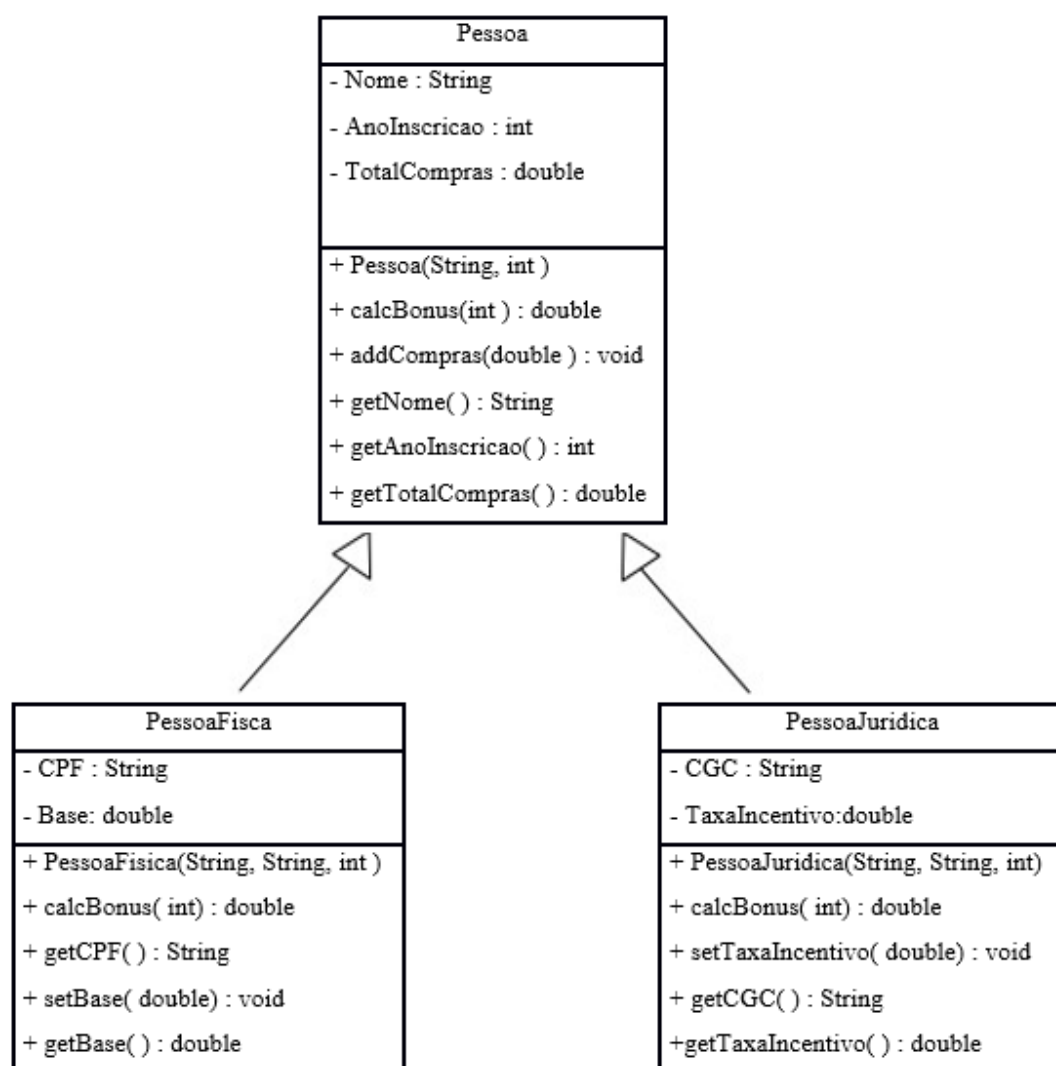 Pessoa
- Nome : String
- AnoInscricao : int
- TotalCompras : double
+ Pessoa(String, int )
+ calcBonus(int ) : double
+ addCompras(double ) : void
+ getNome( ) : String
+ getAnoInscricao( ) : int
+ getTotalCompras( ) : double
PessoaFisca
- CPF : String
- Base: double
+ PessoaFisica(String, String, int )
+ calcBonus( int) : double
+ getCPF( ) : String
+ setBase( double) : void
+ getBase( ) : double
PessoaJuridica
- CGC : String
- TaxaIncentivo:double
+ PessoaJuridica(String, String, int)
+ calcBonus( int) : double
+ setTaxaIncentivo( double) : void
+ getCGC( ) : String
+getTaxaIncentivo( ) : double